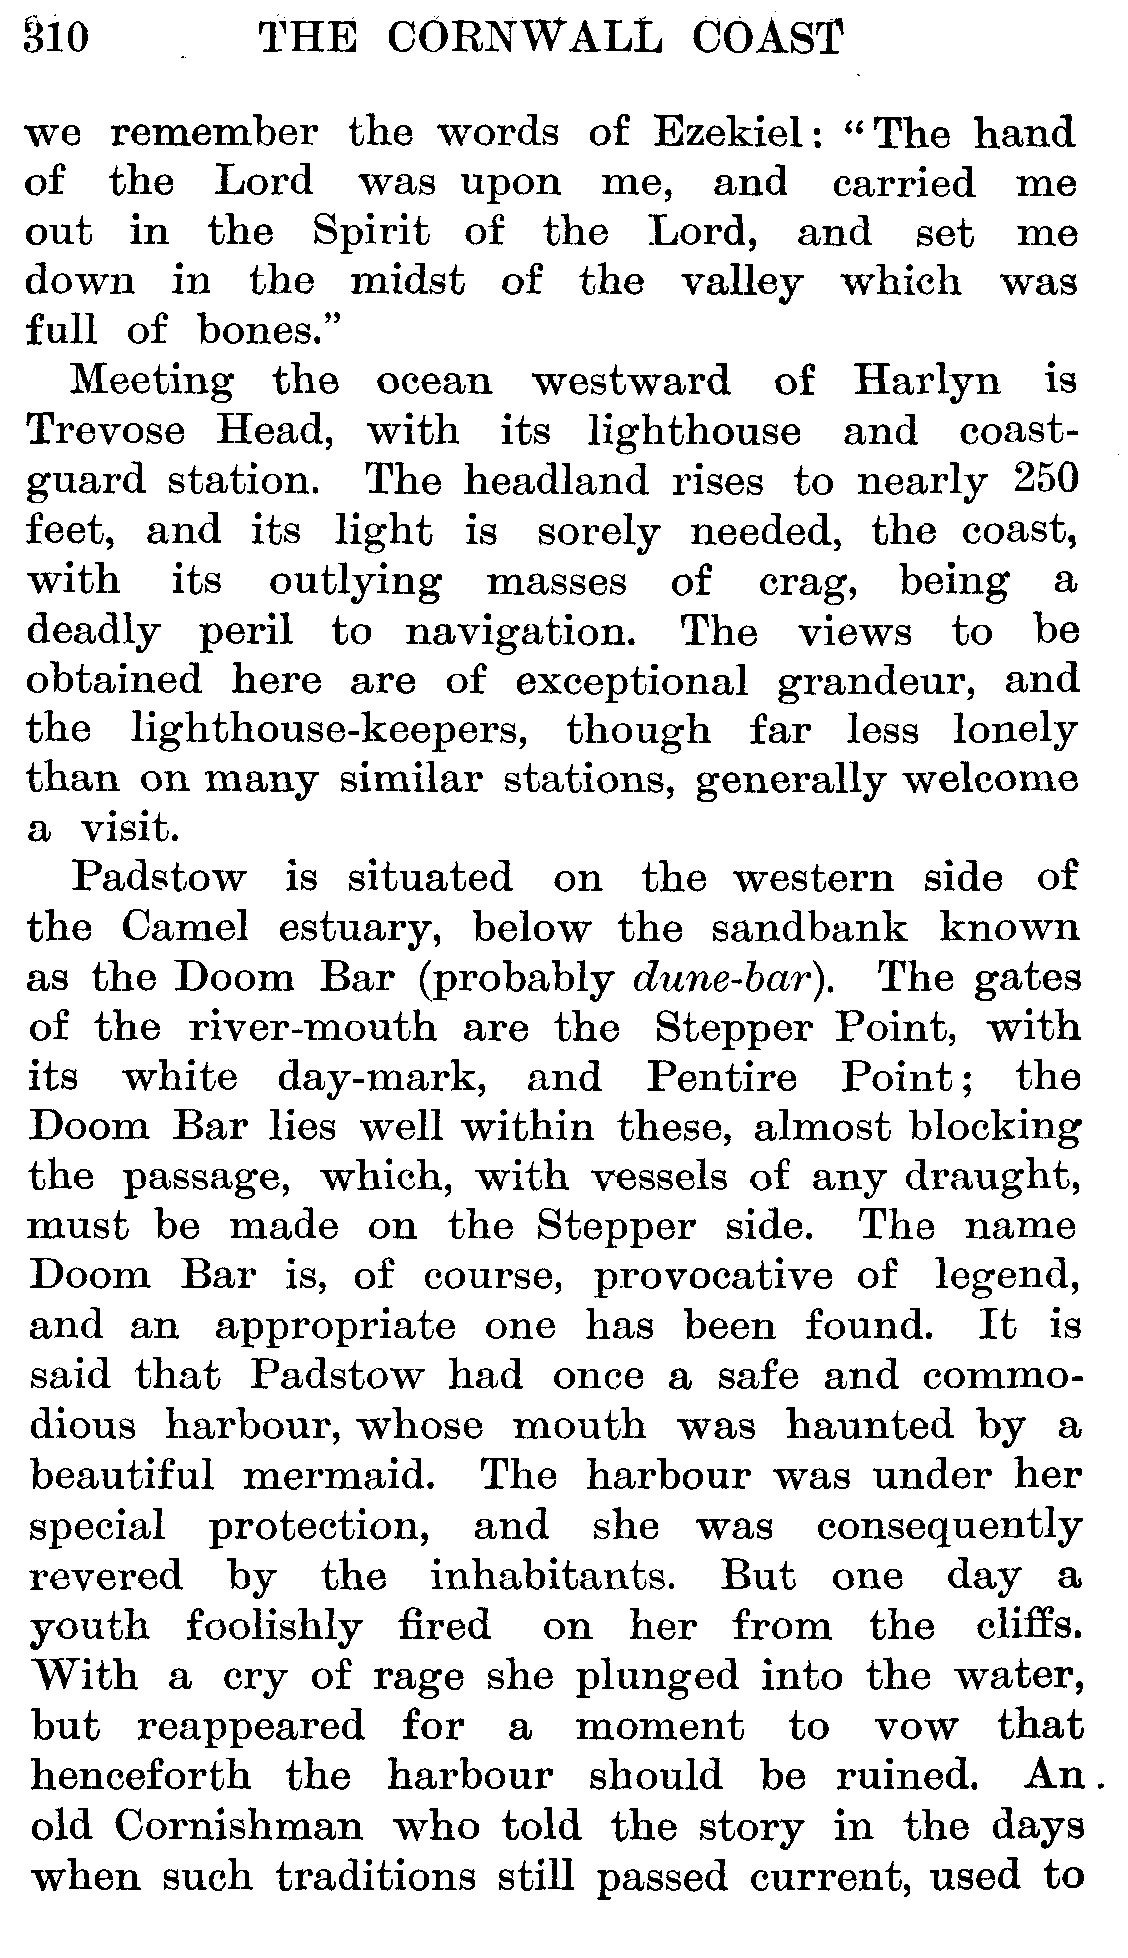 310 THE CORNWALL COAST
we remember the words of Ezekiel: “The hand
of the Lord was upon me, and carried me
out in the Spirit of the Lord, and set me
down in the midst of the valley which was
full of bones.”
Meeting the ocean westward of Harlyn is
Trevose Head, with its lighthouse and coast-
guard station. The headland rises to nearly 250
feet, and its light is sorely needed, the coast,
with its outlying masses of crag, being a
deadly peril to navigation. The views to be
obtained here are of exceptional grandeur, and
the lighthouse-keepers, though far less lonely
than on many similar stations, generally welcome
a visit.
Padstow is situated on the western side of
the Camel estuary, below the sandbank known
as the Doom Bar (probably dune-bar). The gates
of the river-mouth are the Stepper Point, with
its white day-mark, and Pentire Point; the
Doom Bar lies well within these, almost blocking
the passage, which, with vessels of any draught,
must be made on the Stepper side. The name
Doom Bar is, of course, provocative of legend,
and an appropriate one has been found. It is
said that Padstow had once a safe and commo-
dious harbour, whose mouth was haunted by a
beautiful mermaid. The harbour was under her
special protection, and she was consequently
revered by the inhabitants. But one day a
youth foolishly fired on her from the cliffs.
With a cry of rage she plunged into the water,
but reappeared for a moment to vow that
henceforth the harbour should be ruined. An
old Cornishman who told the story in the days
when such traditions still passed current, used to